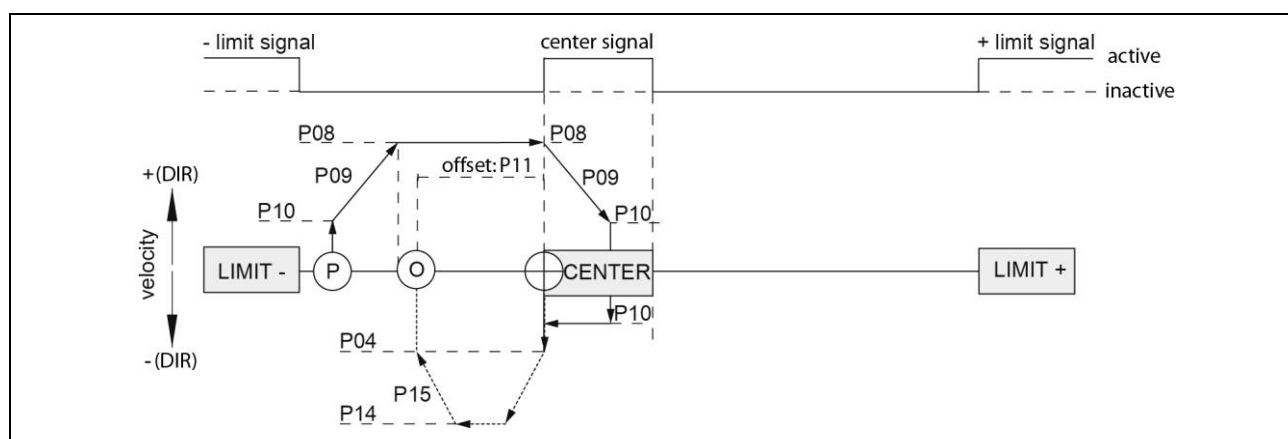 - limit signal
center signal
+ limit signal
active
inactive
P08
P08
offset: P11
P09
P09
+(DIR)
P10
P10
velocity
LIMIT -
P
O
CENTER
LIMIT +
P10
-(DIR)
P04
P15
P14